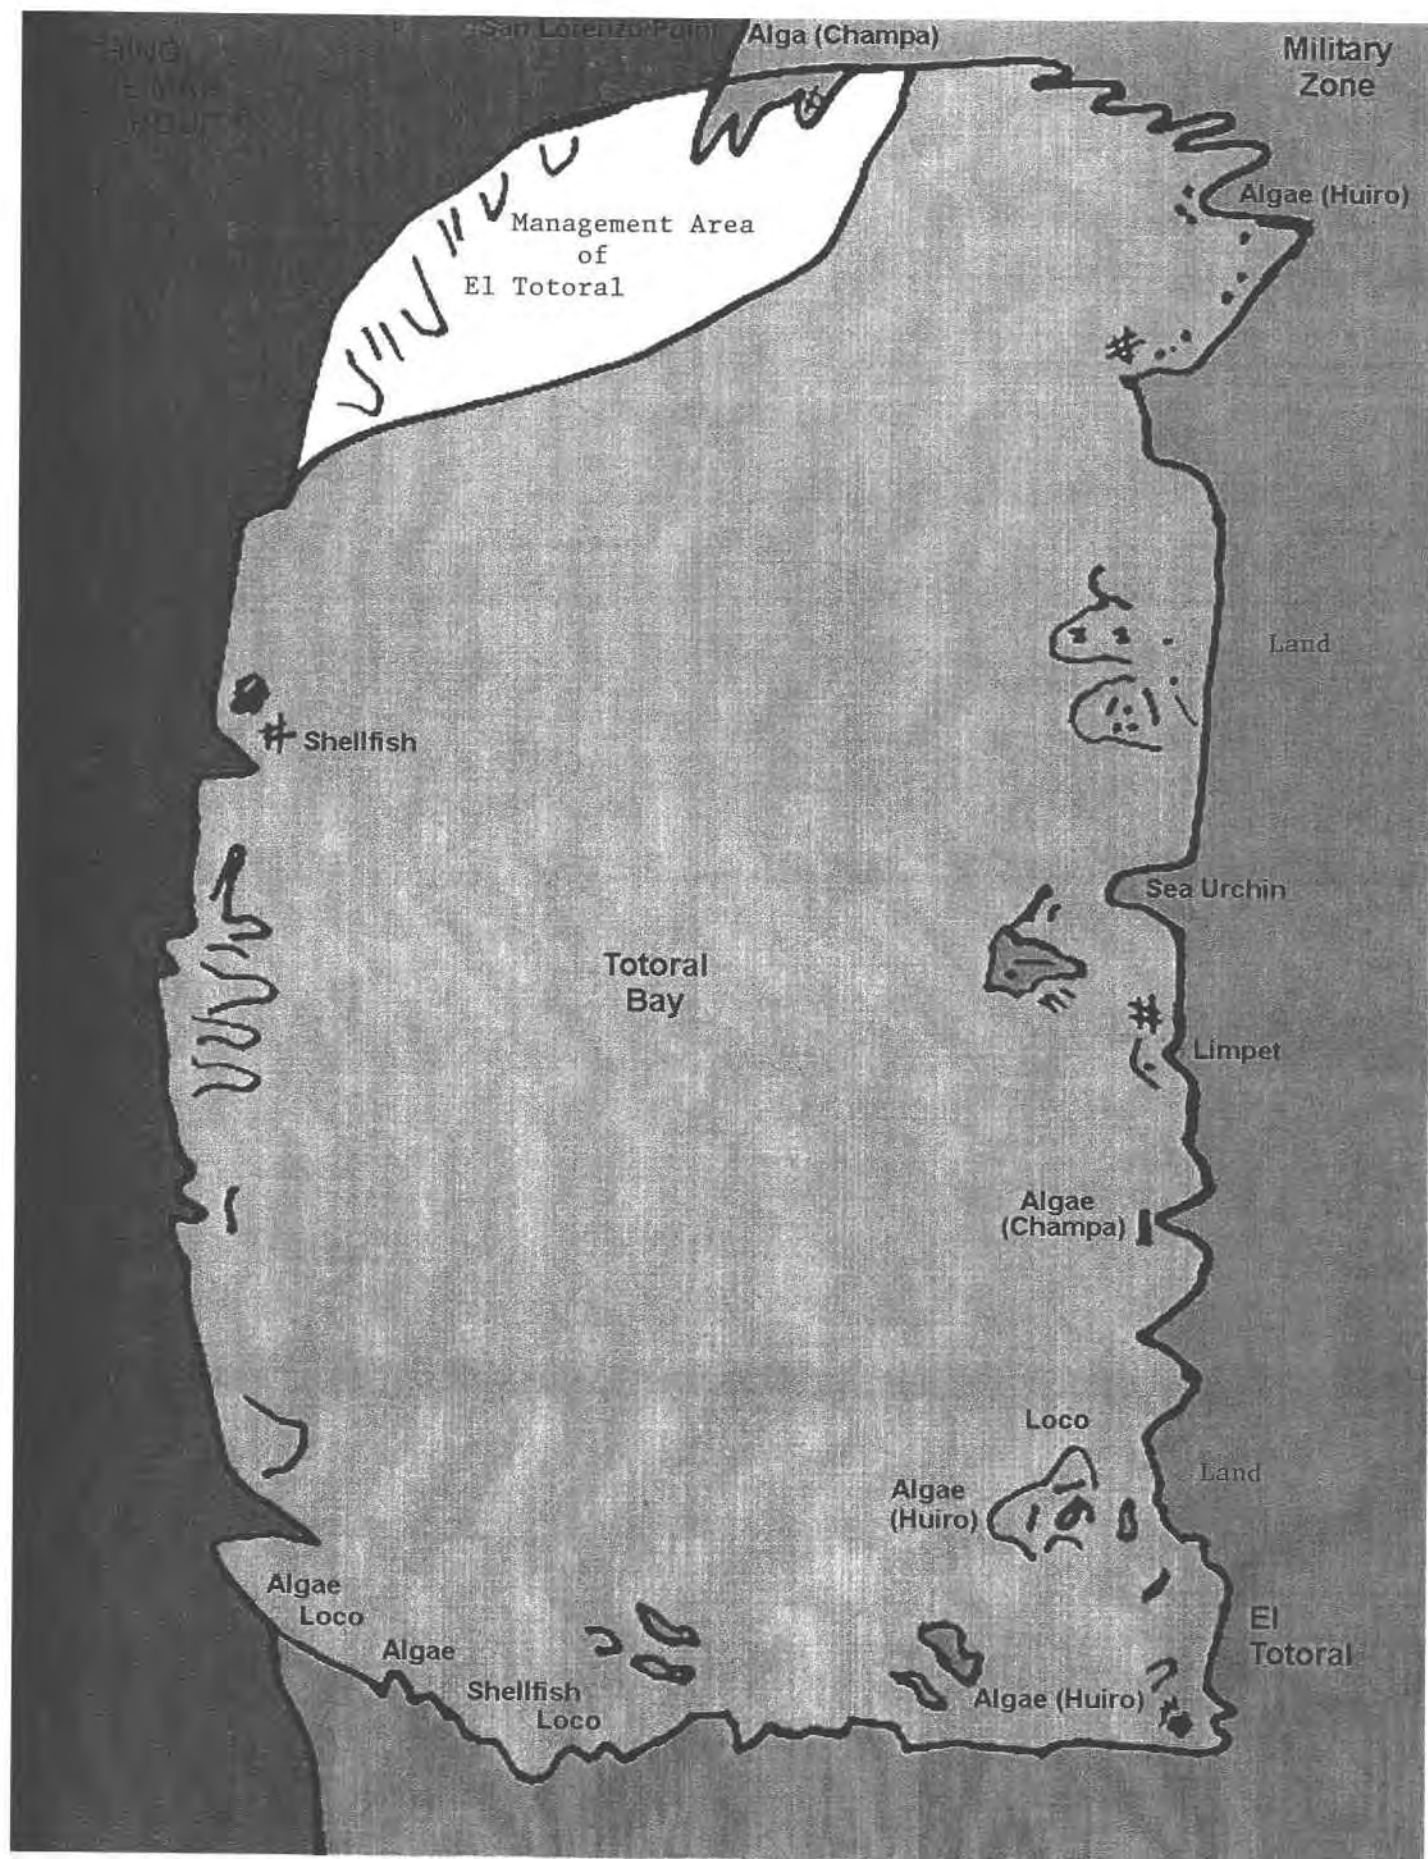 San Lorenzo Point
Alga (Champa)
Military
Zone
Algae (Huiro)
Management Area
of
El Totoral
Land
Shellfish
Sea Urchin
Totoral
Bay
Limpet
Algae
(Champa)
Loco
Land
Algae
(Huiro)
Algae
Loco
El
Totoral
Algae
Shellfish
Loco
Algae (Huiro)